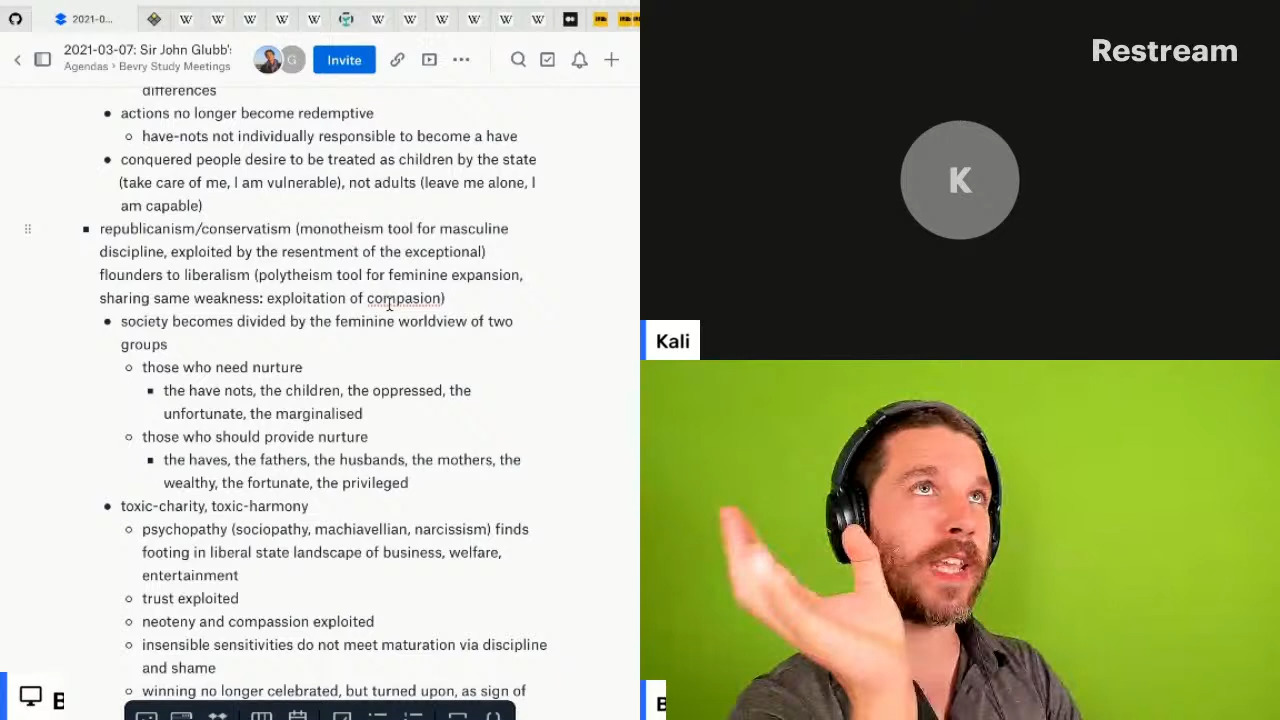 2021-0...
2021-03-07: Sir John Glubb':
Agendas > Bevry Study Meetings
G
Invite
differences
actions no longer become redemptive
have-nots not individually responsible to become a have
conquered people desire to be treated as children by the state
(take care of me, I am vulnerable), not adults (leave me alone, I
am capable)
republicanism/conservatism (monotheism tool for masculine
discipline, exploited by the resentment of the exceptional)
flounders to liberalism (polytheism tool for feminine expansion,
sharing same weakness: exploitation of compasion)
society becomes divided by the feminine worldview of two
groups
those who need nurture
the have nots, the children, the oppressed, the
unfortunate, the marginalised
those who should provide nurture
the haves, the fathers, the husbands, the mothers, the
wealthy, the fortunate, the privileged
toxic-charity, toxic-harmony
psychopathy (sociopathy, machiavellian, narcissism) finds
footing in liberal state landscape of business, welfare,
entertainment
trust exploited
neoteny and compassion exploited
insensible sensitivities do not meet maturation via discipline
and shame
winning no longer celebrated, but turned upon, as sign of
Restream
K
Kali